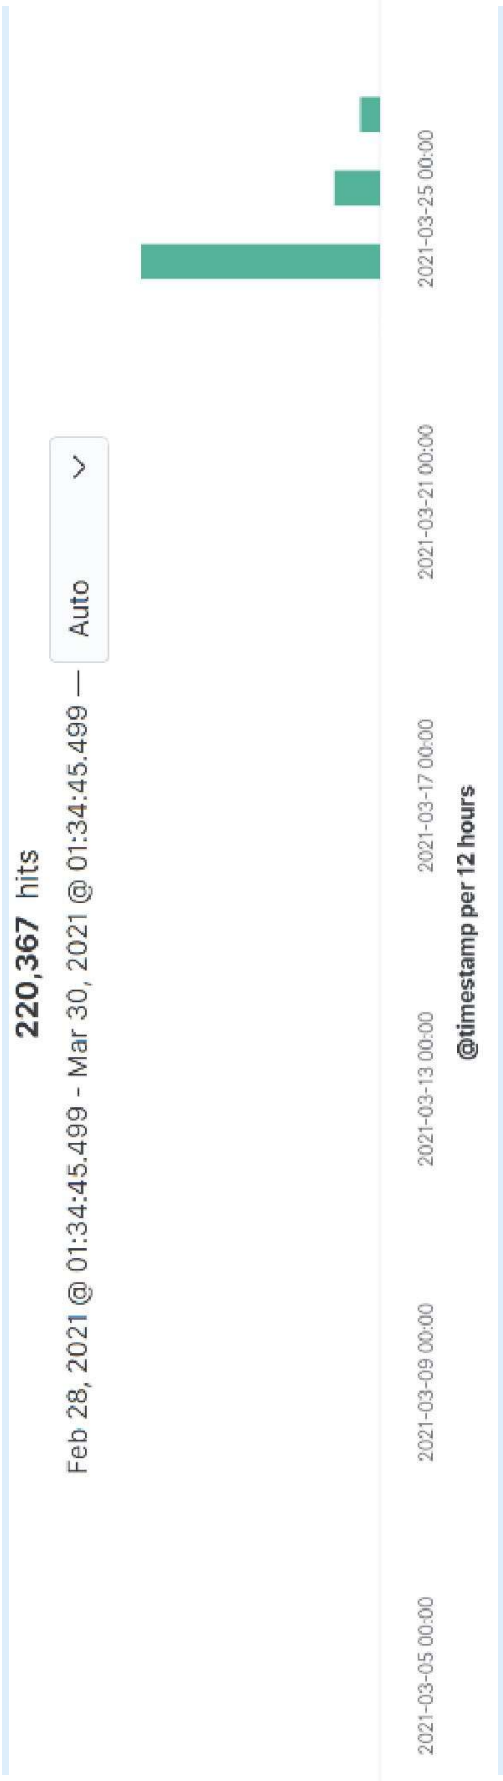 220,367 hits
Feb 28, 2021 @ 01:34:45.499 - Mar 30, 2021 @ 01:34:45.499 — Auto
2021-03-05 00:00 2021-03-09 00:00 2021-03-13 00:00 2021-03-17 00:00 2021-03-21 00:00 2021-03-25 00:00
@timestamp per 12 hours